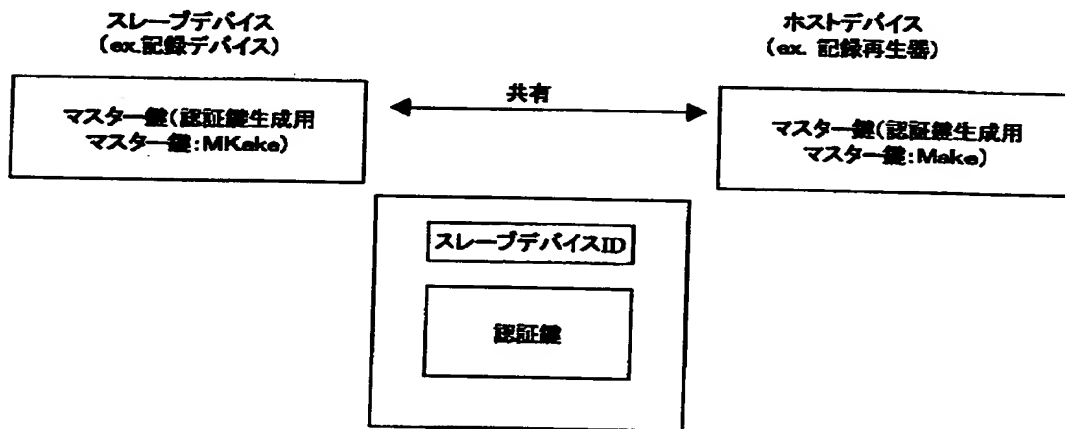 スレーブデバイス
(ex.記録デバイス)
ホストデバイス
(ex. 記録再生器)
マスター鍵(認証鍵生成用
マスター鍵:MKake)
共有
マスター鍵(認証鍵生成用
マスター鍵:Make)
スレーブデバイスID
認証鍵